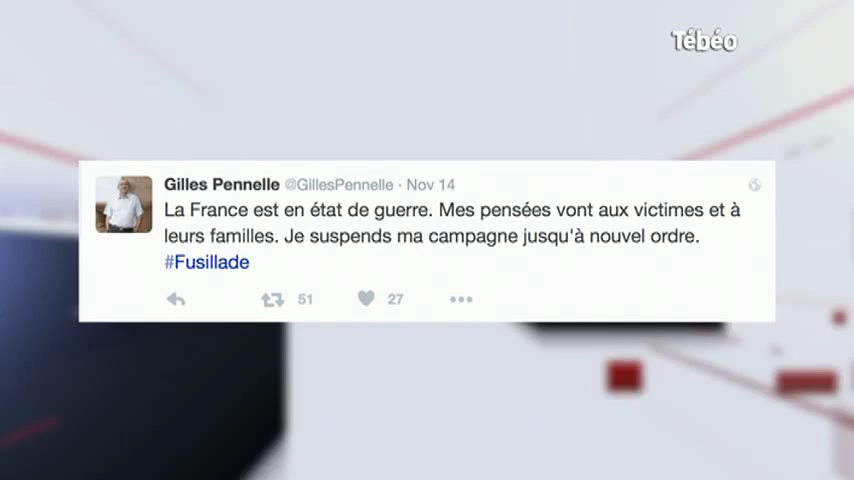 Tébéo
Gilles Pennelle @GillesPennelle · Nov 14
La France est en état de guerre. Mes pensées vont aux victimes et à
leurs familles. Je suspends ma campagne jusqu'à nouvel ordre.
#Fusillade
51 27